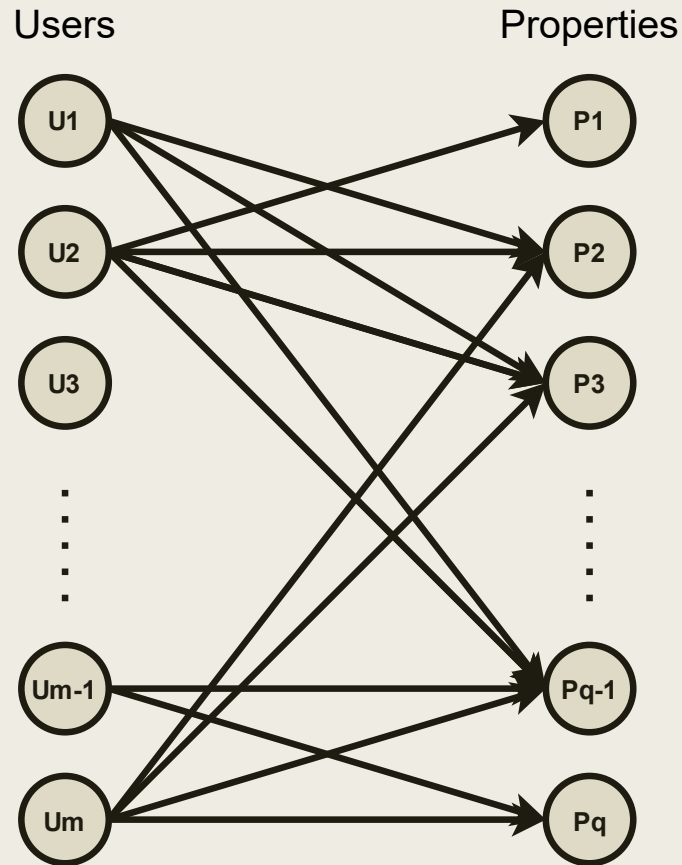 Users Properties
U1 P1
U2 P2
U3 P3
Um-1 Pq-1
Um Pq